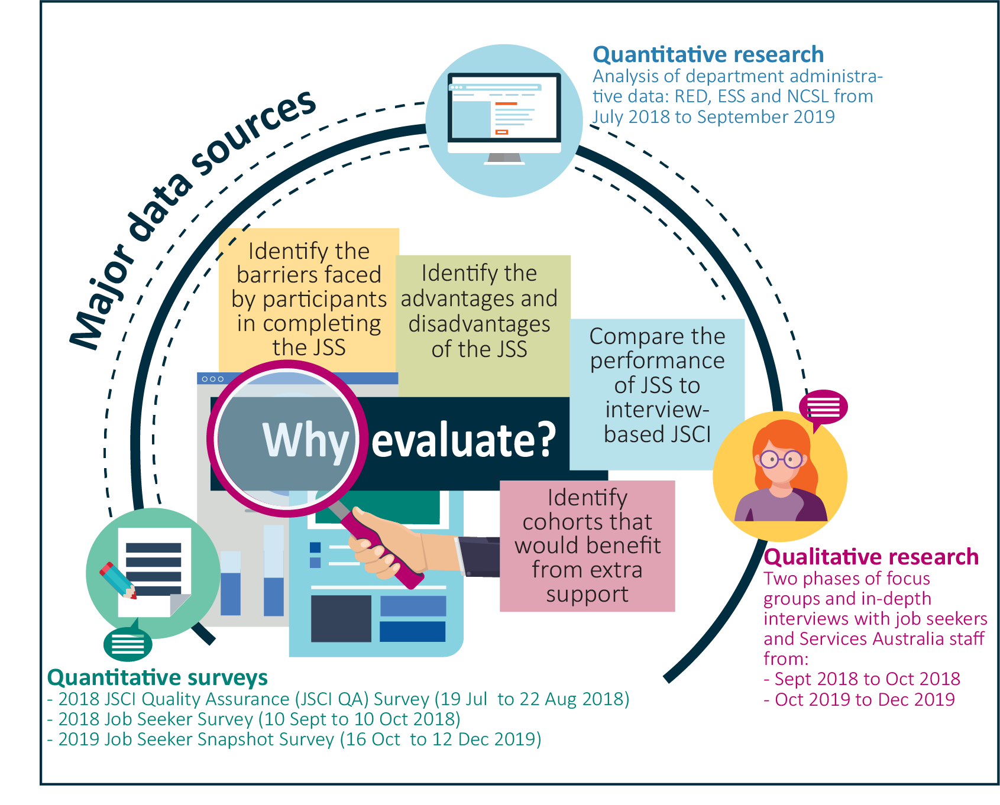 Major data sources
Quantitative research
Analysis of department administra-
tive data: RED, ESS and NCSL from
July 2018 to September 2019
Identify the
barriers faced
by participants
in completing
the JSS
Identify the
advantages and
disadvantages
of the JSS
Compare the
performance
of JSS to
interview-
based JSCI
Why evaluate?
Identify
cohorts that
would benefit
from extra
support
Qualitative research
Two phases of focus
groups and in-depth
interviews with job seekers
and Services Australia staff
from:
- Sept 2018 to Oct 2018
- Oct 2019 to Dec 2019
Quantitative surveys
- 2018 JSCI Quality Assurance (JSCI QA) Survey (19 Jul  to 22 Aug 2018)
- 2018 Job Seeker Survey (10 Sept to 10 Oct 2018)
- 2019 Job Seeker Snapshot Survey (16 Oct  to 12 Dec 2019)